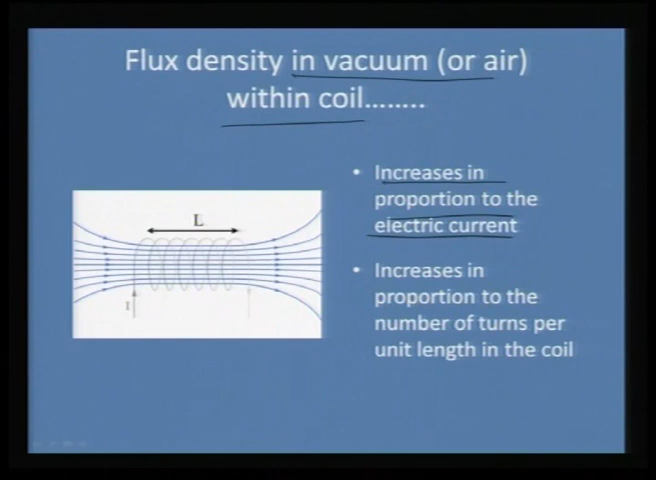 Flux density in vacuum (or air)
within coil........
• Increases in
proportion to the
electric current
• Increases in
proportion to the
number of turns per
unit length in the coil
L
I